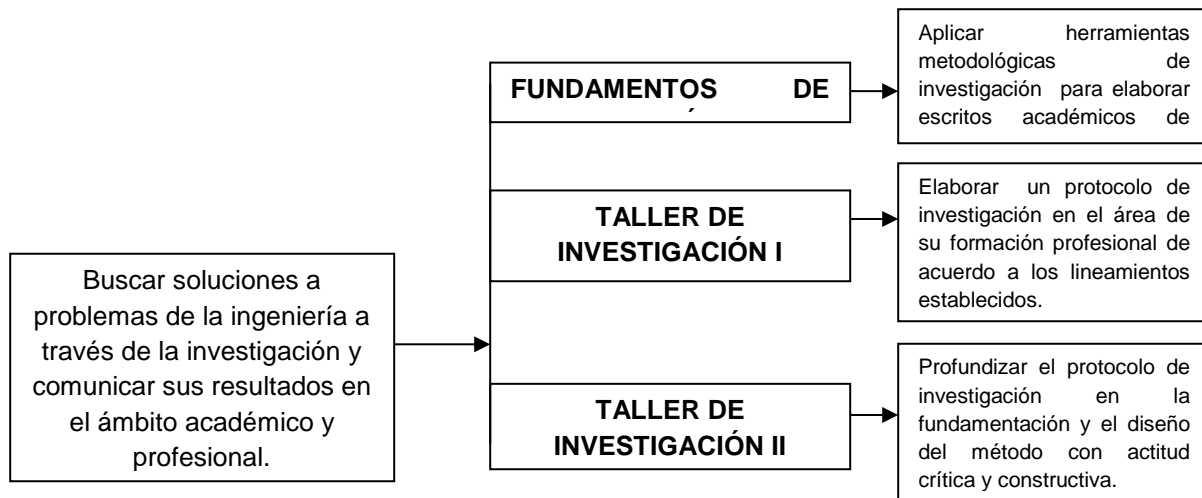 Buscar soluciones a
problemas de la ingeniería a
través de la investigación y
comunicar sus resultados en
el ámbito académico y
profesional.
FUNDAMENTOS DE
Aplicar herramientas
metodológicas de
investigación para elaborar
escritos académicos de
TALLER DE
INVESTIGACIÓN I
Elaborar un protocolo de
investigación en el área de
su formación profesional de
acuerdo a los lineamientos
establecidos.
TALLER DE
INVESTIGACIÓN II
Profundizar el protocolo de
investigación en la
fundamentación y el diseño
del método con actitud
crítica y constructiva.